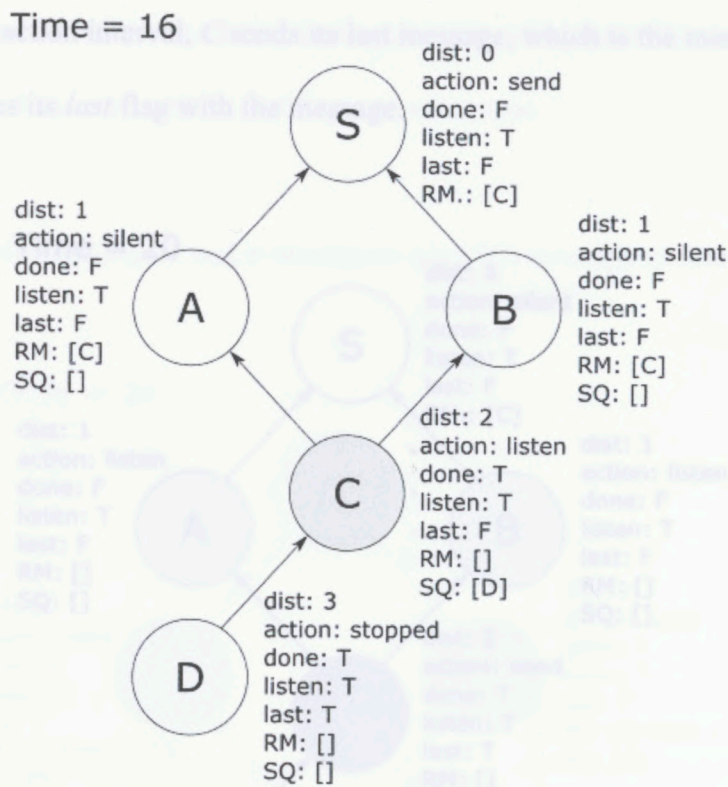 Time = 16
dist: 0
action: send
done: F
listen: T
last: F
RM.: [C]
S
dist: 1
action: silent
done: F
listen: T
last: F
RM: [C]
SQ: []
A
dist: 1
action: silent
done: F
listen: T
last: F
RM: [C]
SQ: []
B
dist: 2
action: listen
done: T
listen: T
last: F
RM: []
SQ: [D]
C
dist: 3
action: stopped
done: T
listen: T
last: T
RM: []
SQ: []
D